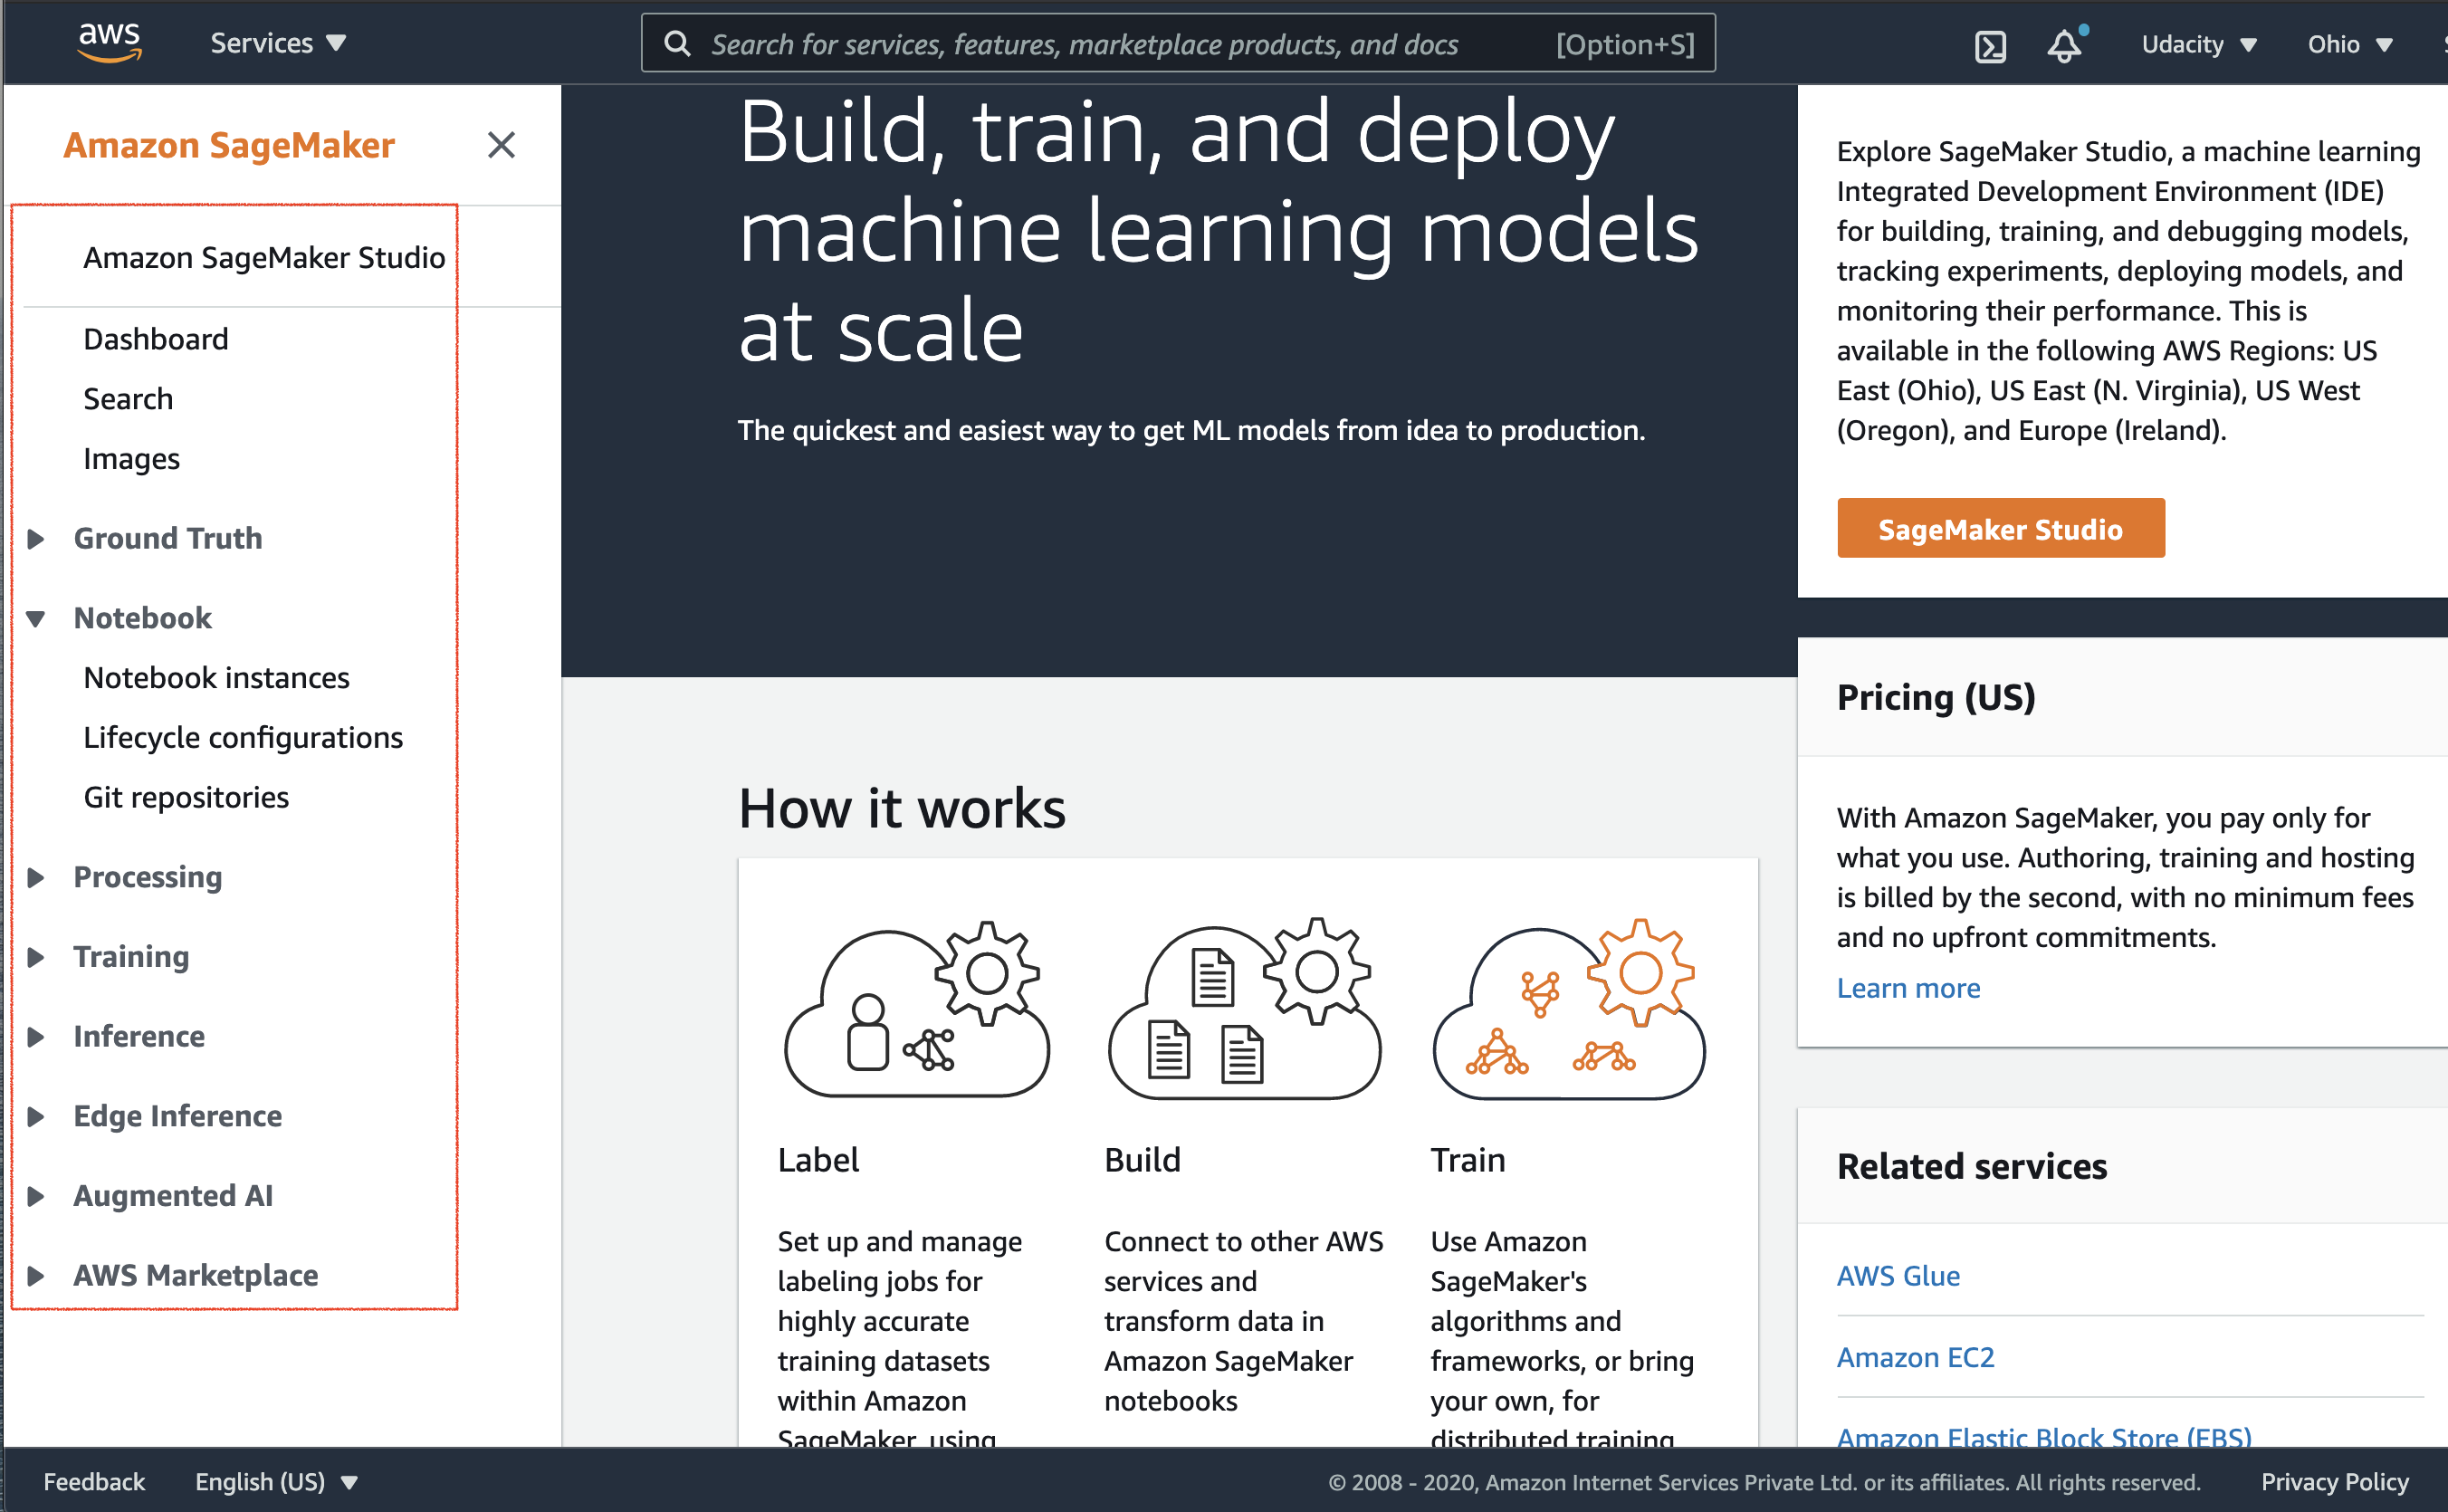 aws
Services
Search for services, features, marketplace products, and docs [Option+S]
Udacity
Ohio
Amazon SageMaker
Amazon SageMaker Studio
Dashboard
Search
Images
Ground Truth
Notebook
Notebook instances
Lifecycle configurations
Git repositories
Processing
Training
Inference
Edge Inference
Augmented AI
AWS Marketplace
Build, train, and deploy
machine learning models
at scale
The quickest and easiest way to get ML models from idea to production.
How it works
Label
Set up and manage
labeling jobs for
highly accurate
training datasets
within Amazon
SageMaker, using
Build
Connect to other AWS
services and
transform data in
Amazon SageMaker
notebooks
Train
Use Amazon
SageMaker's
algorithms and
frameworks, or bring
your own, for
distributed training
Explore SageMaker Studio, a machine learning
Integrated Development Environment (IDE)
for building, training, and debugging models,
tracking experiments, deploying models, and
monitoring their performance. This is
available in the following AWS Regions: US
East (Ohio), US East (N. Virginia), US West
(Oregon), and Europe (Ireland).
SageMaker Studio
Pricing (US)
With Amazon SageMaker, you pay only for
what you use. Authoring, training and hosting
is billed by the second, with no minimum fees
and no upfront commitments.
Learn more
Related services
AWS Glue
Amazon EC2
Amazon Elastic Block Store (EBS)
Feedback
English (US)
© 2008 - 2020, Amazon Internet Services Private Ltd. or its affiliates. All rights reserved.
Privacy Policy